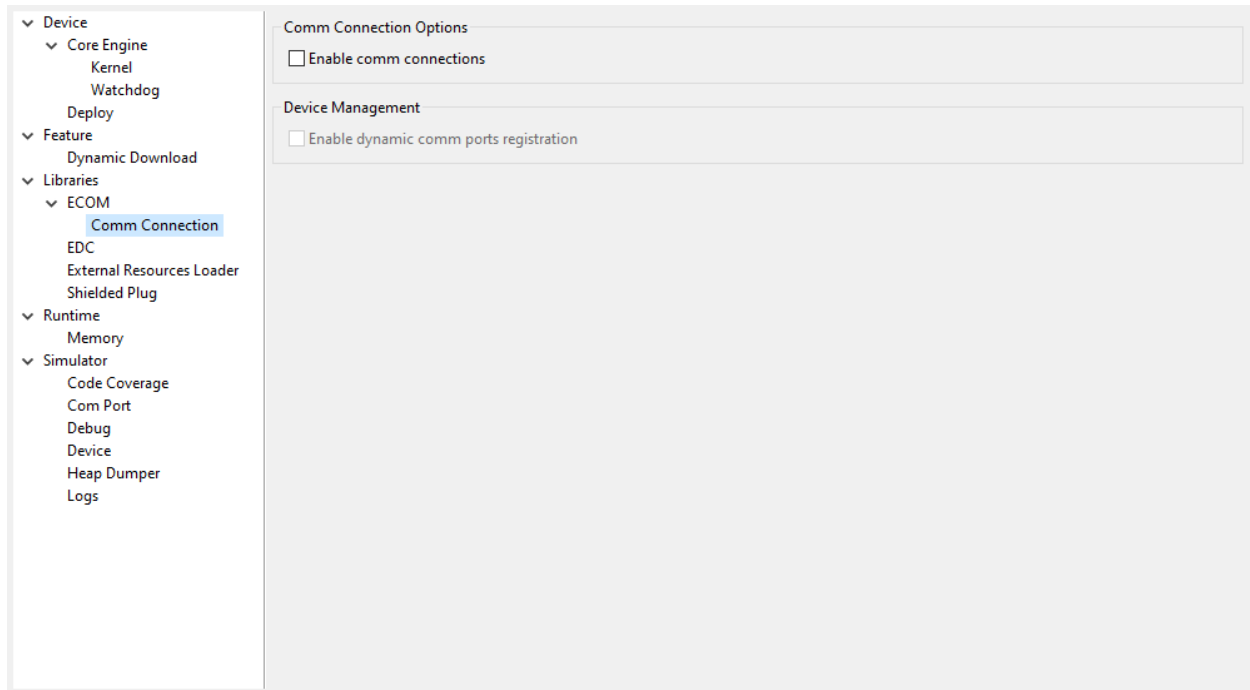 Device
Core Engine
Kernel
Watchdog
Deploy
Feature
Dynamic Download
Libraries
ECOM
Comm Connection
EDC
External Resources Loader
Shielded Plug
Runtime
Memory
Simulator
Code Coverage
Com Port
Debug
Device
Heap Dumper
Logs
Comm Connection Options
Enable comm connections
Device Management
Enable dynamic comm ports registration